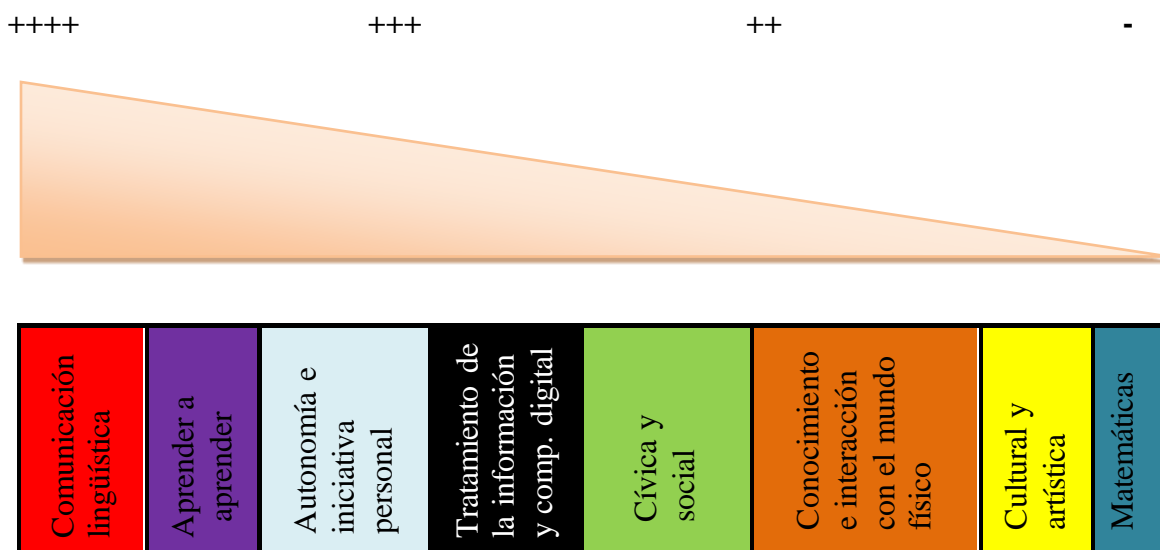 ++++ +++ ++ -
Comunicación
lingüística
Aprender a
aprender
Autonomía e
iniciativa
personal
Tratamiento de
la información
y comp. digital
Cívica y
social
Conocimiento
e interacción
con el mundo
físico
Cultural y
artística
Matemáticas